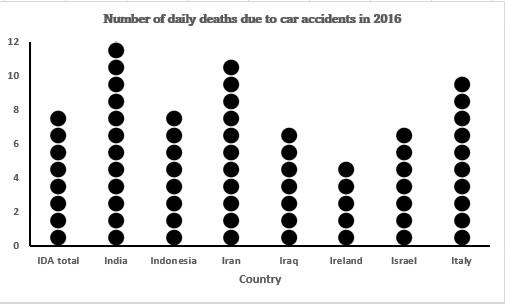 Number of daily deaths due to car accidents in 2016
12
10
8
6
4
2
0
IDA total India Indonesia Iran Iraq Ireland Israel Italy
Country